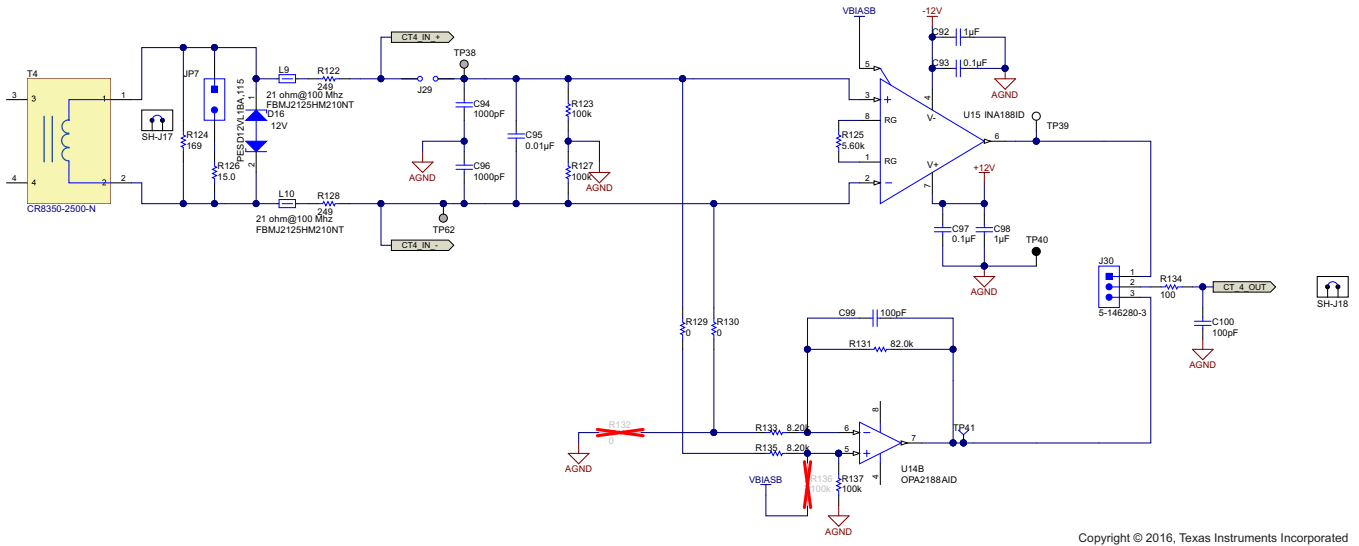 T4
3
3
1
1
4
4
2
2
CR8350-2500-N
SH-J17
R124
169
JP7
R126
15.0
PESD12VL1BA,115
1
D16
12V
2
L9
21 ohm@100 Mhz
FBMJ2125HM210NT
R122
249
L10
21 ohm@100 Mhz
FBMJ2125HM210NT
R128
249
CT4_IN_+
CT4_IN_-
J29
TP38
C94
1000pF
AGND
C96
1000pF
TP62
C95
0.01µF
R123
100k
R127
100k
AGND
VBIASB
-12V
C92
1µF
C93
0.1µF
AGND
5
3
+
4
V-
8
RG
R125
5.60k
1
RG
2
–
V+
7
U15 INA188ID
6
TP39
+12V
C97
0.1µF
C98
1µF
AGND
TP40
J30
1
2
3
5-146280-3
R134
100
CT_4_OUT
C100
100pF
AGND
SH-J18
R129
0
R130
0
C99
100pF
R131
82.0k
R132
0
AGND
R133
8.20k
R135
8.20k
6
–
5
+
8
4
7
TP41
U14B
OPA2188AID
VBIASB
R136
100k
R137
100k
AGND
Copyright © 2016, Texas Instruments Incorporated